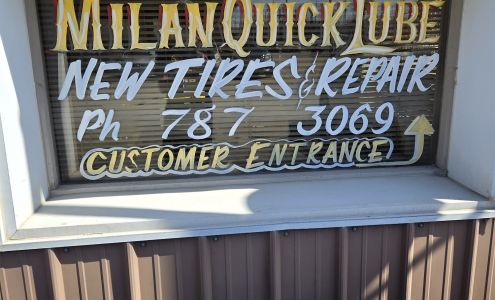 MILAN QUICK LUBE
NEW TIRES & REPAIR
Ph 787 3069
CUSTOMER ENTRANCE